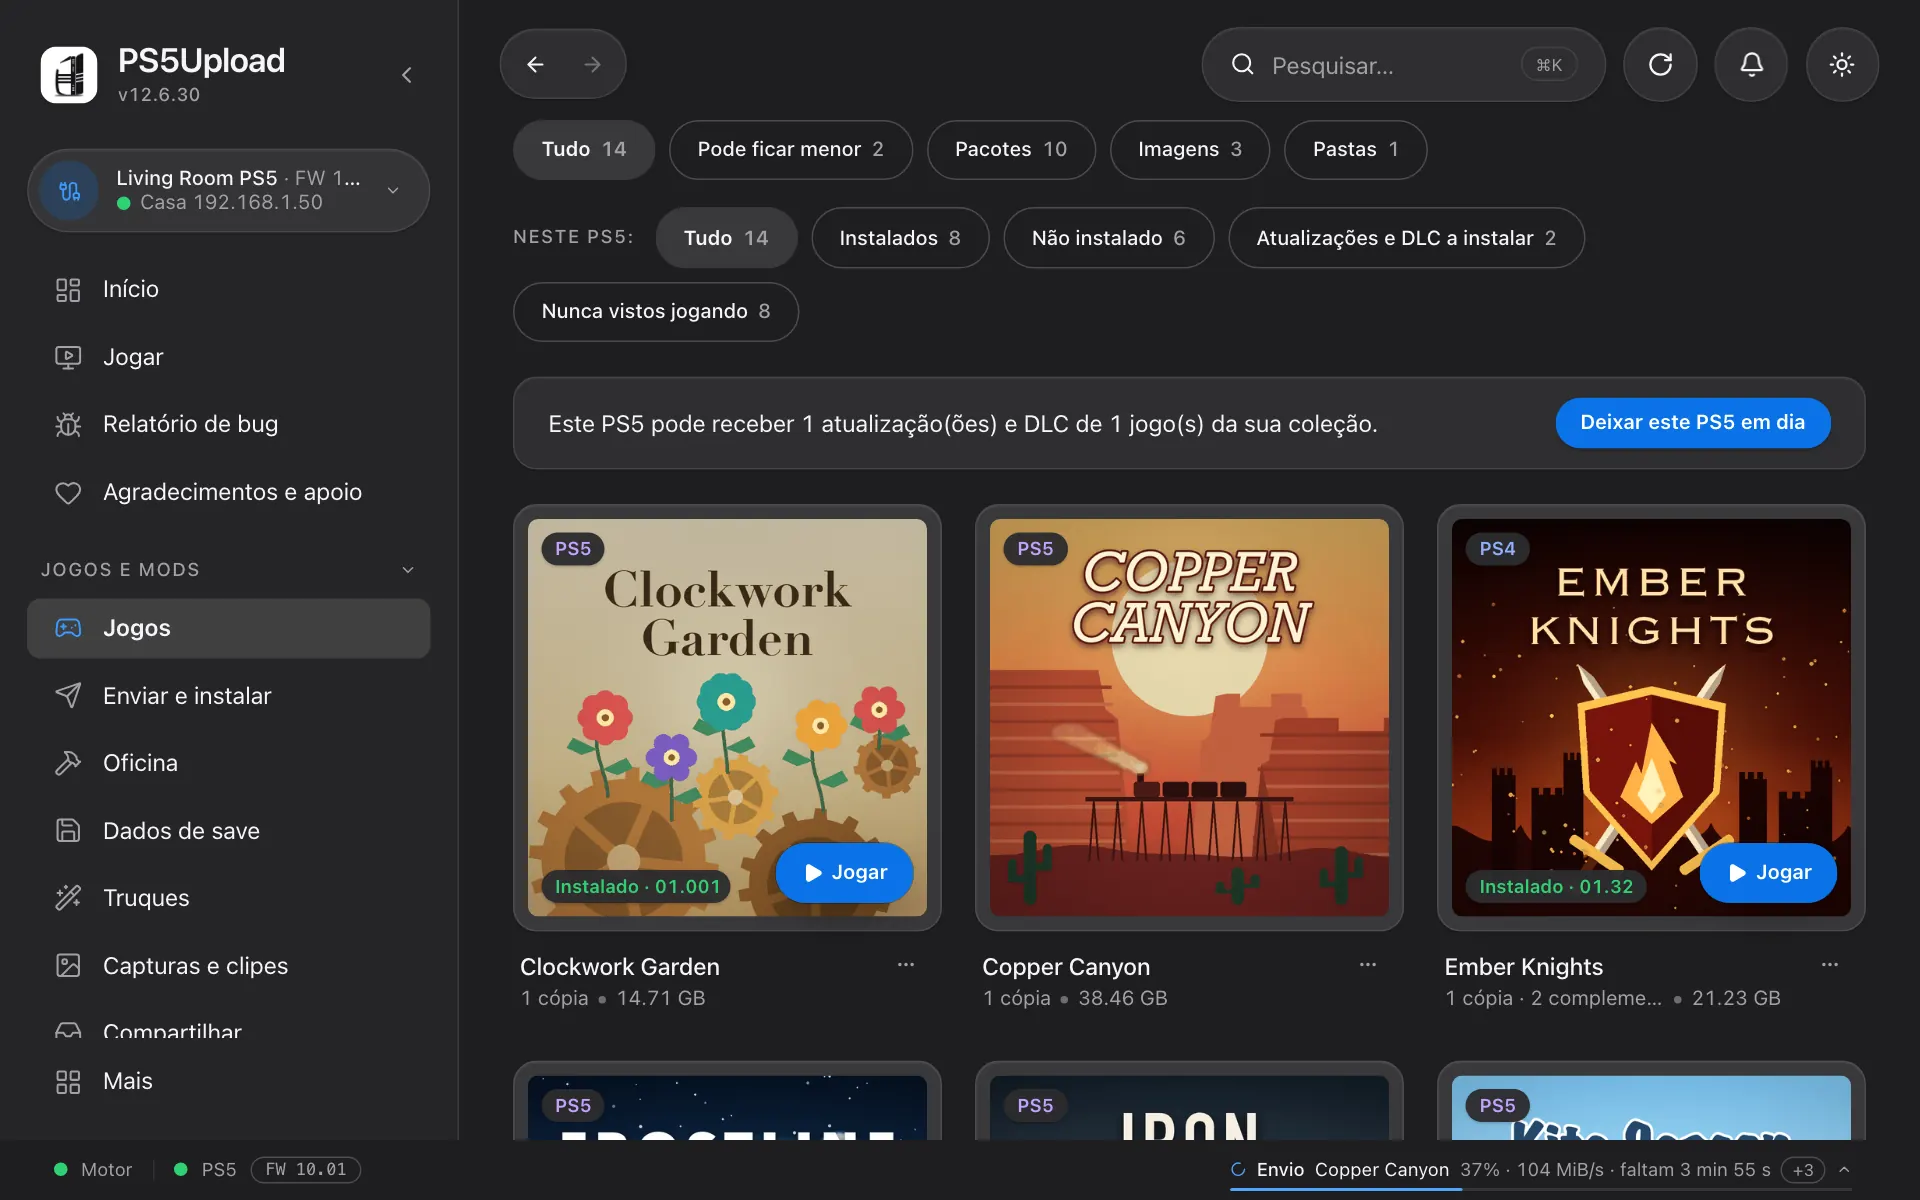 PS5Upload
v12.6.30
Living Room PS5 · FW 1...
Casa 192.168.1.50
Início
Jogar
Relatório de bug
Agradecimentos e apoio
JOGOS E MODS
Jogos
Enviar e instalar
Oficina
Dados de save
Truques
Capturas e clipes
Compartilhar
Mais
Pesquisar...
⌘K
Tudo 14
Pode ficar menor 2
Pacotes 10
Imagens 3
Pastas 1
NESTE PS5:
Tudo 14
Instalados 8
Não instalado 6
Atualizações e DLC a instalar 2
Nunca vistos jogando 8
Este PS5 pode receber 1 atualização(ões) e DLC de 1 jogo(s) da sua coleção.
Deixar este PS5 em dia
PS5
Clockwork
Garden
Instalado · 01.001
Jogar
Clockwork Garden
1 cópia • 14.71 GB
PS5
COPPER
CANYON
Copper Canyon
1 cópia • 38.46 GB
PS4
EMBER
KNIGHTS
Instalado · 01.32
Jogar
Ember Knights
1 cópia · 2 compleme... • 21.23 GB
PS5
PS5
IRON
PS5
Motor
PS5
FW 10.01
Envio Copper Canyon 37% · 104 MiB/s · faltam 3 min 55 s
+3